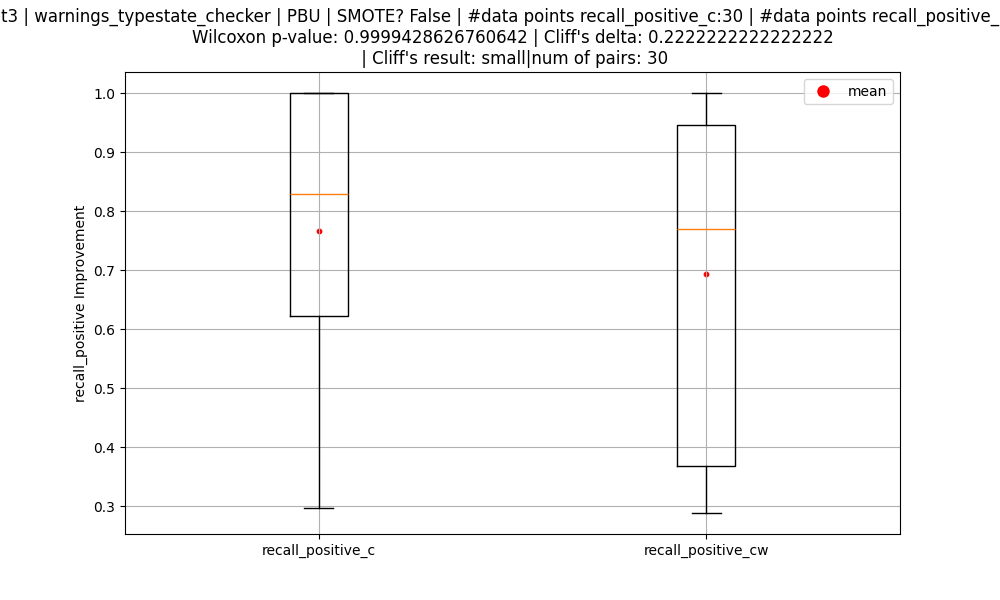 t3 | warnings_typestate_checker | PBU | SMOTE? False | #data points recall_positive_c:30 | #data points recall_positive_
Wilcoxon p-value: 0.9999428626760642 | Cliff's delta: 0.2222222222222222
| Cliff's result: small|num of pairs: 30
mean
1.0
0.9
0.8
0.7
0.6
0.5
0.4
0.3
recall_positive Improvement
recall_positive_c
recall_positive_cw